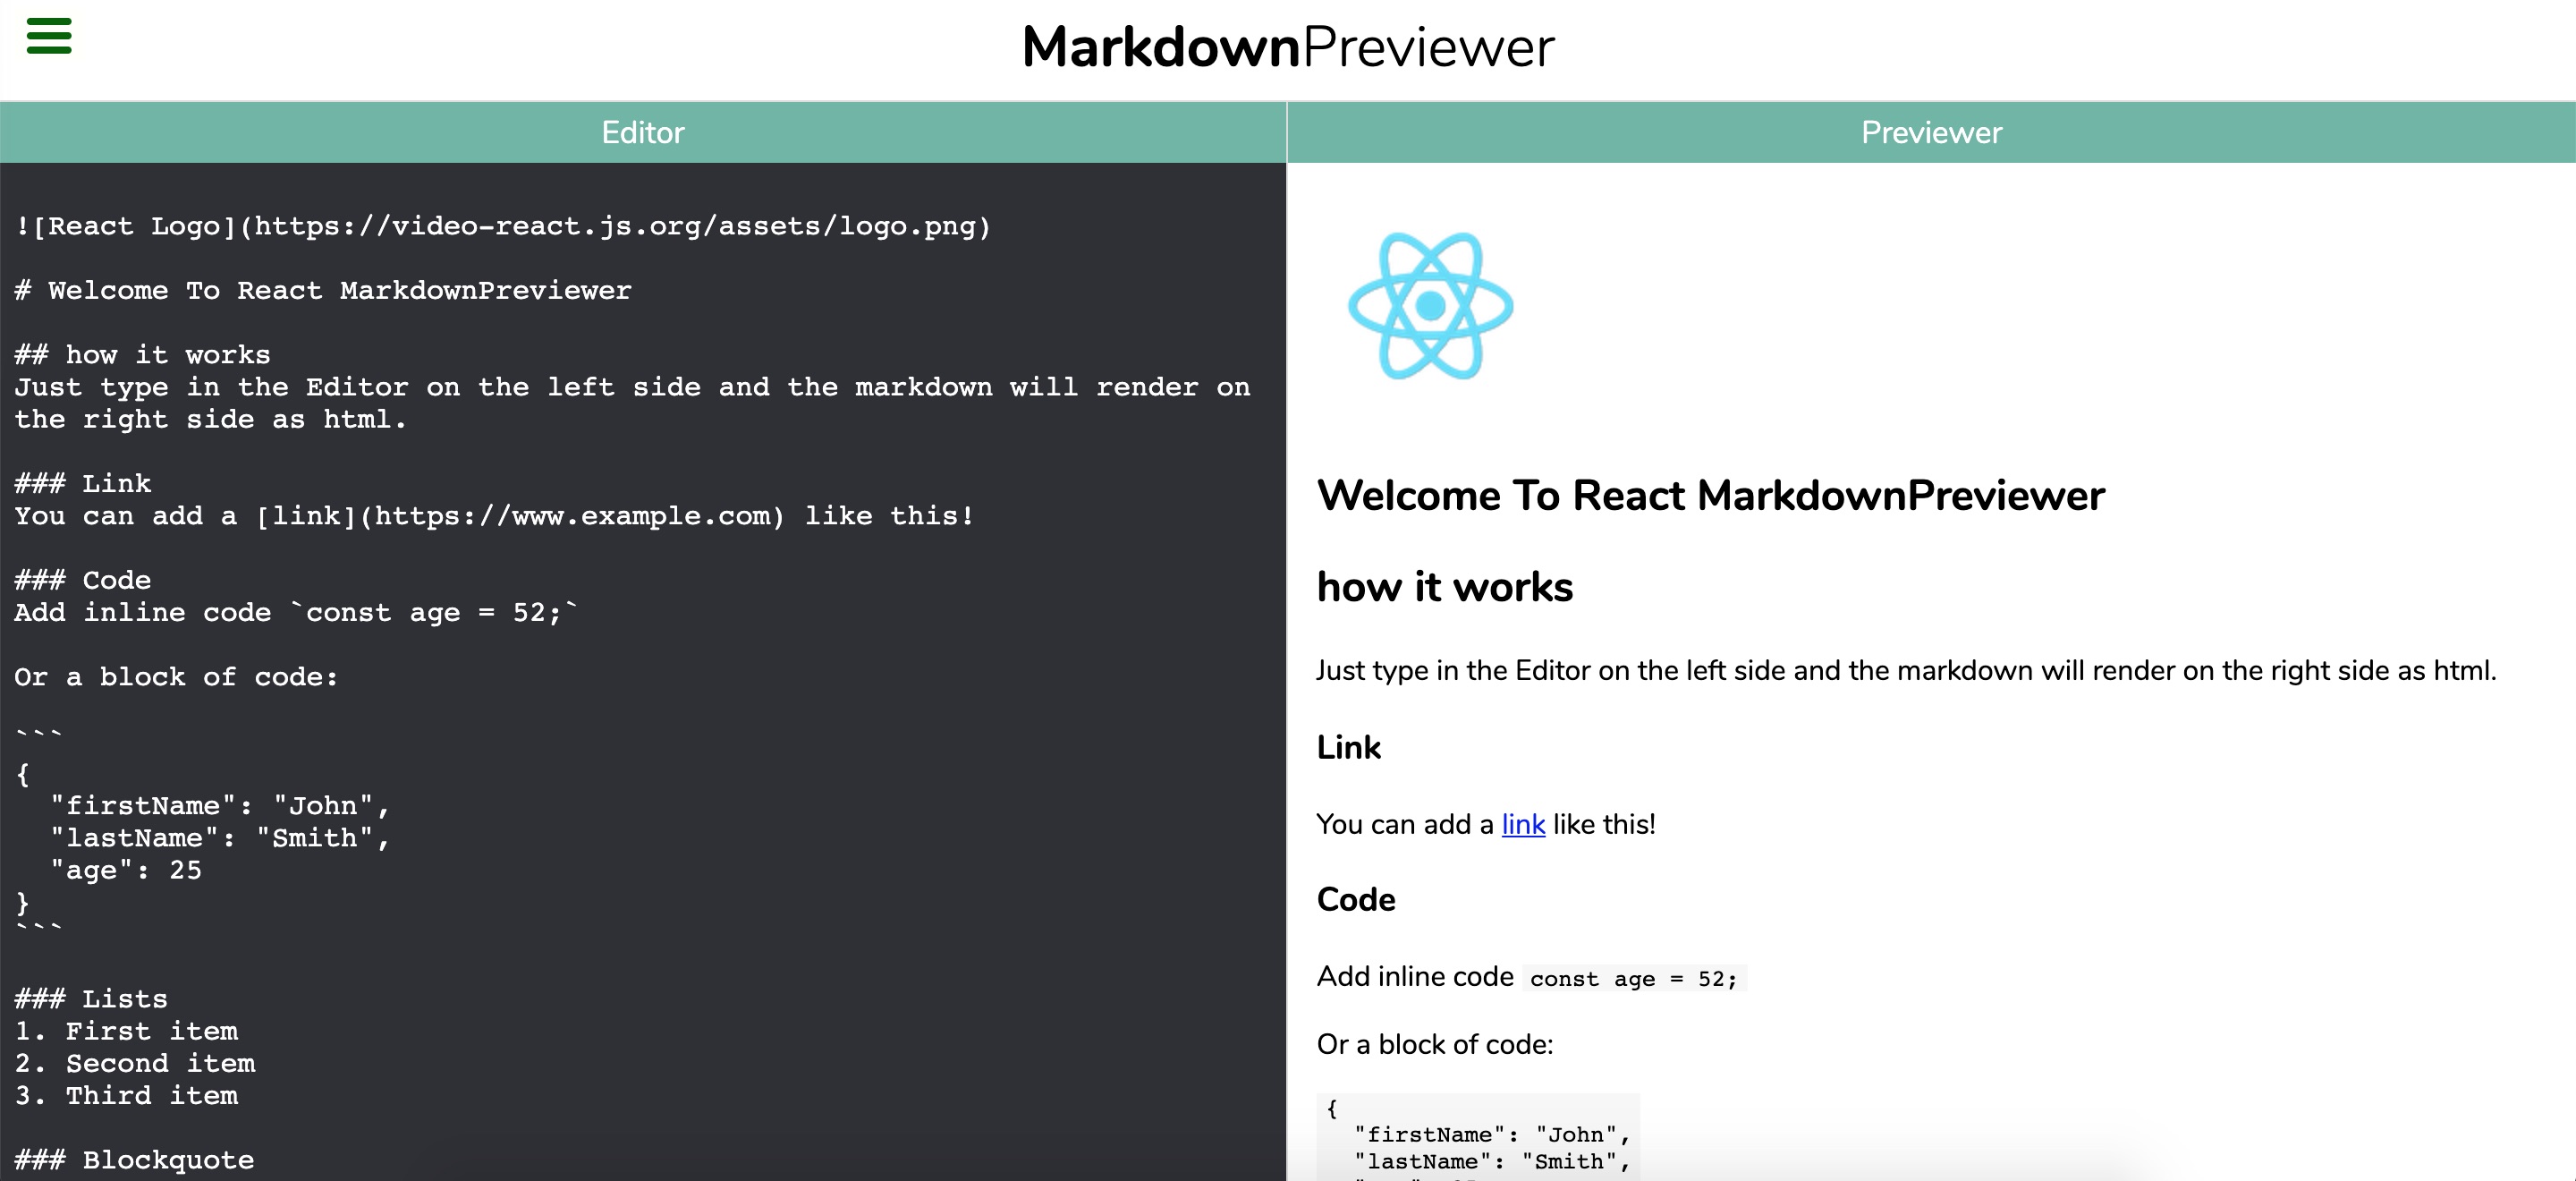 MarkdownPreviewer
Editor
![React Logo](https://video-react.js.org/assets/logo.png)
# Welcome To React MarkdownPreviewer
## how it works
Just type in the Editor on the left side and the markdown will render on
the right side as html.
### Link
You can add a [link](https://www.example.com) like this!
### Code
Add inline code `const age = 52;`
Or a block of code:
```
{
  "firstName": "John",
  "lastName": "Smith",
  "age": 25
}
```
### Lists
1. First item
2. Second item
3. Third item
### Blockquote
Previewer
Welcome To React MarkdownPreviewer
how it works
Just type in the Editor on the left side and the markdown will render on the right side as html.
Link
You can add a link like this!
Code
Add inline code const age = 52;
Or a block of code:
{
  "firstName": "John",
  "lastName": "Smith",